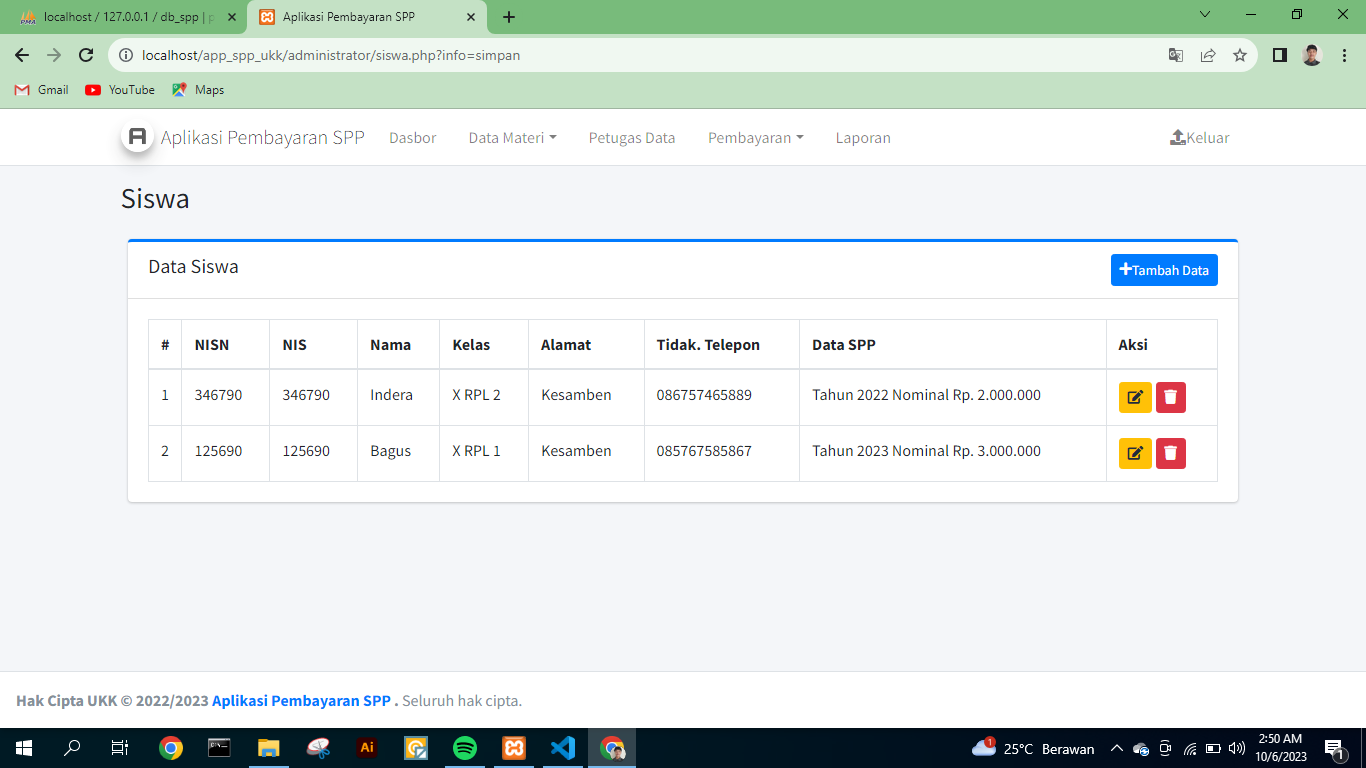 localhost / 127.0.0.1 / db_spp | p
Aplikasi Pembayaran SPP
localhost/app_spp_ukk/administrator/siswa.php?info=simpan
Gmail YouTube Maps
Aplikasi Pembayaran SPP Dasbor Data Materi Petugas Data Pembayaran Laporan Keluar
Siswa
Data Siswa Tambah Data
# NISN NIS Nama Kelas Alamat Tidak. Telepon Data SPP Aksi
1 346790 346790 Indera X RPL 2 Kesamben 086757465889 Tahun 2022 Nominal Rp. 2.000.000
2 125690 125690 Bagus X RPL 1 Kesamben 085767585867 Tahun 2023 Nominal Rp. 3.000.000
Hak Cipta UKK © 2022/2023 Aplikasi Pembayaran SPP . Seluruh hak cipta.
Ai
1 25°C Berawan 2:50 AM
10/6/2023 1